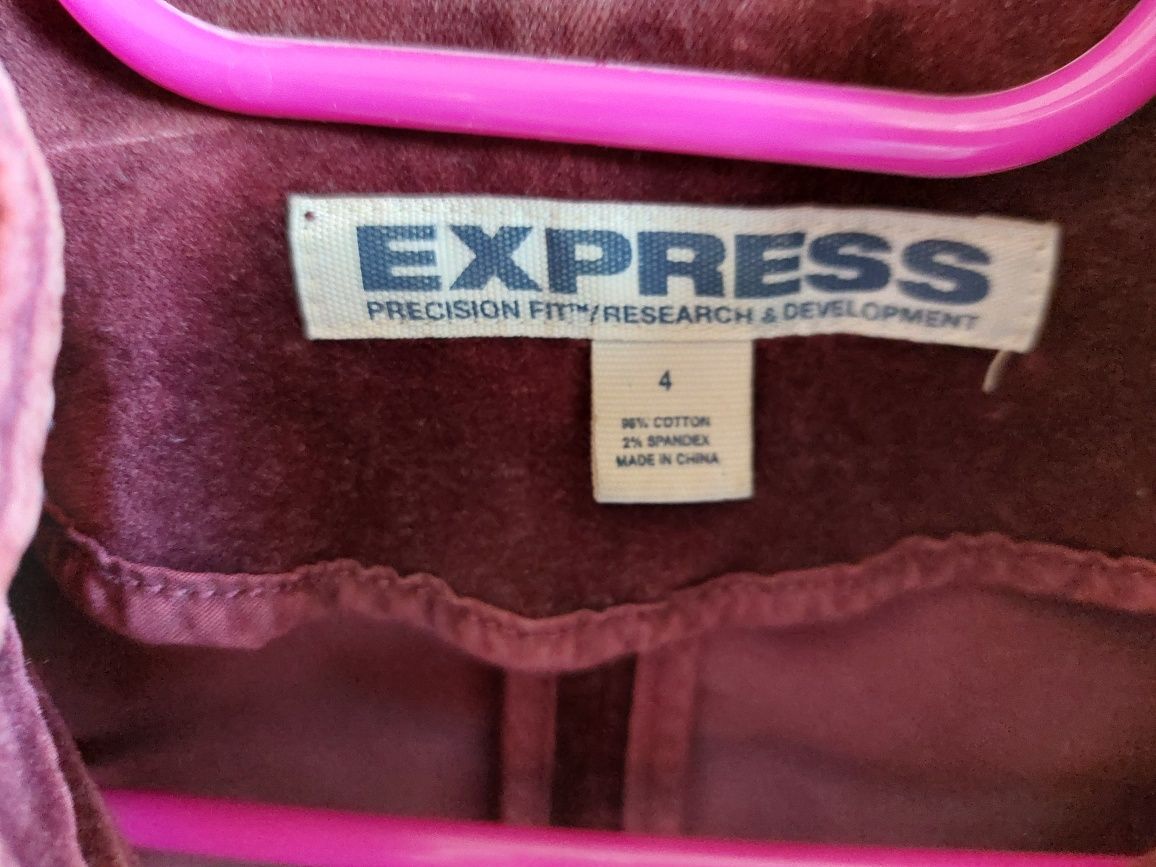 EXPRESS
PRECISION FIT™/RESEARCH & DEVELOPMENT
4
98% COTTON
2% SPANDEX
MADE IN CHINA